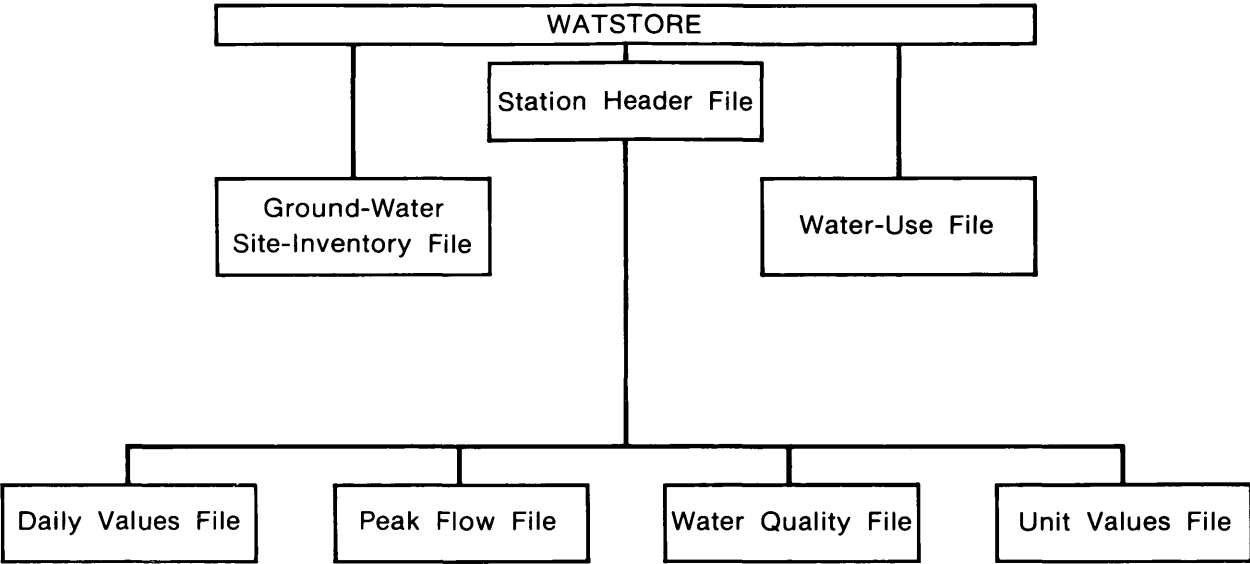 WATSTORE
Station Header File
Ground-Water
Site-Inventory File
Water-Use File
Daily Values File
Peak Flow File
Water Quality File
Unit Values File